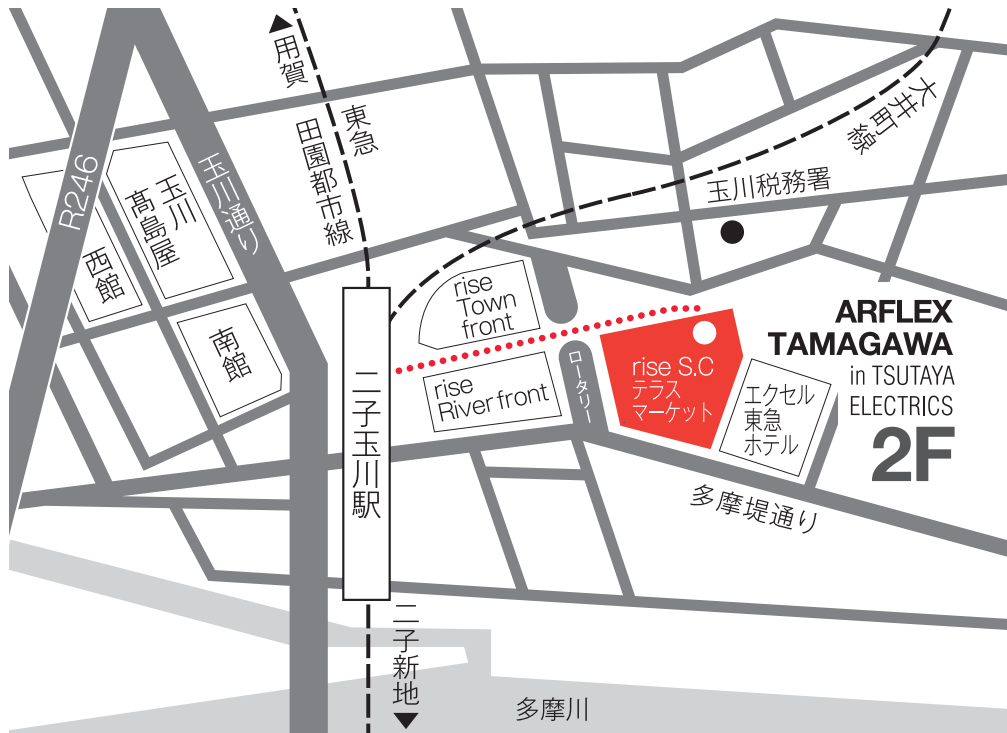 ▲用賀
東急
田園都市線
大井町線
R246
玉川通り
玉川
髙島屋
西館
南館
玉川税務署
rise
Town
front
rise
River front
ロータリー
rise S.C
テラス
マーケット
エクセル
東急
ホテル
ARFLEX
TAMAGAWA
in TSUTAYA
ELECTRICS
2F
二子玉川駅
多摩堤通り
二子新地▼
多摩川